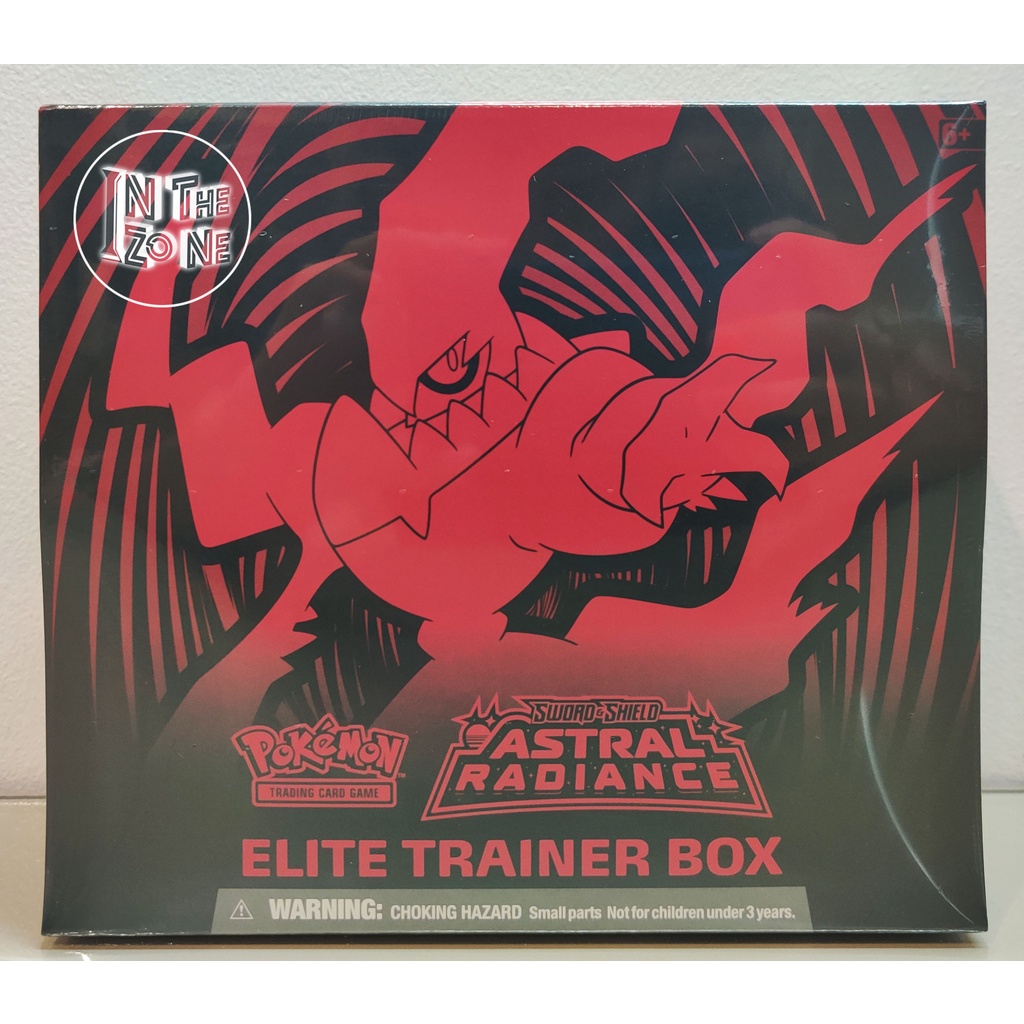 IN THE
ZONE
6+
Pokémon
TRADING CARD GAME
SWORD & SHIELD
ASTRAL
RADIANCE
ELITE TRAINER BOX
WARNING: CHOKING HAZARD Small parts Not for children under 3 years.